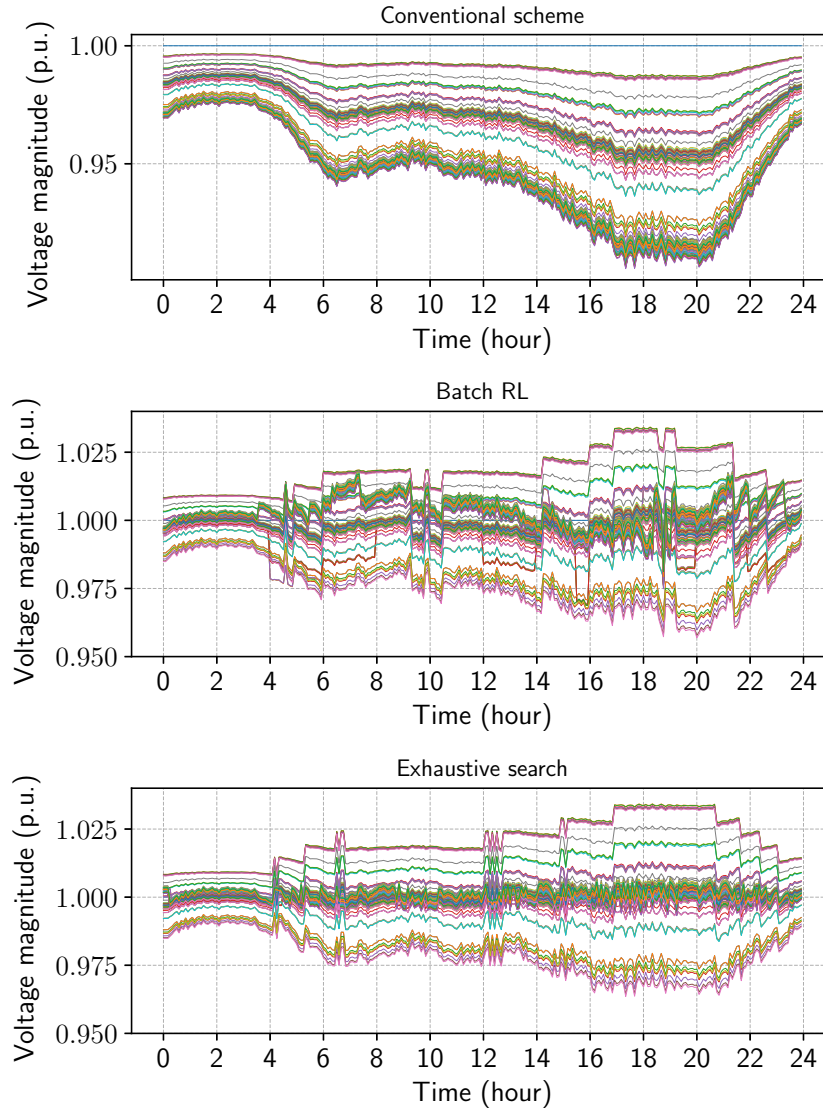 Conventional scheme
Voltage magnitude (p.u.)
1.00
0.95
0 2 4 6 8 10 12 14 16 18 20 22 24
Time (hour)
Batch RL
Voltage magnitude (p.u.)
1.025
1.000
0.975
0.950
0 2 4 6 8 10 12 14 16 18 20 22 24
Time (hour)
Exhaustive search
Voltage magnitude (p.u.)
1.025
1.000
0.975
0.950
0 2 4 6 8 10 12 14 16 18 20 22 24
Time (hour)